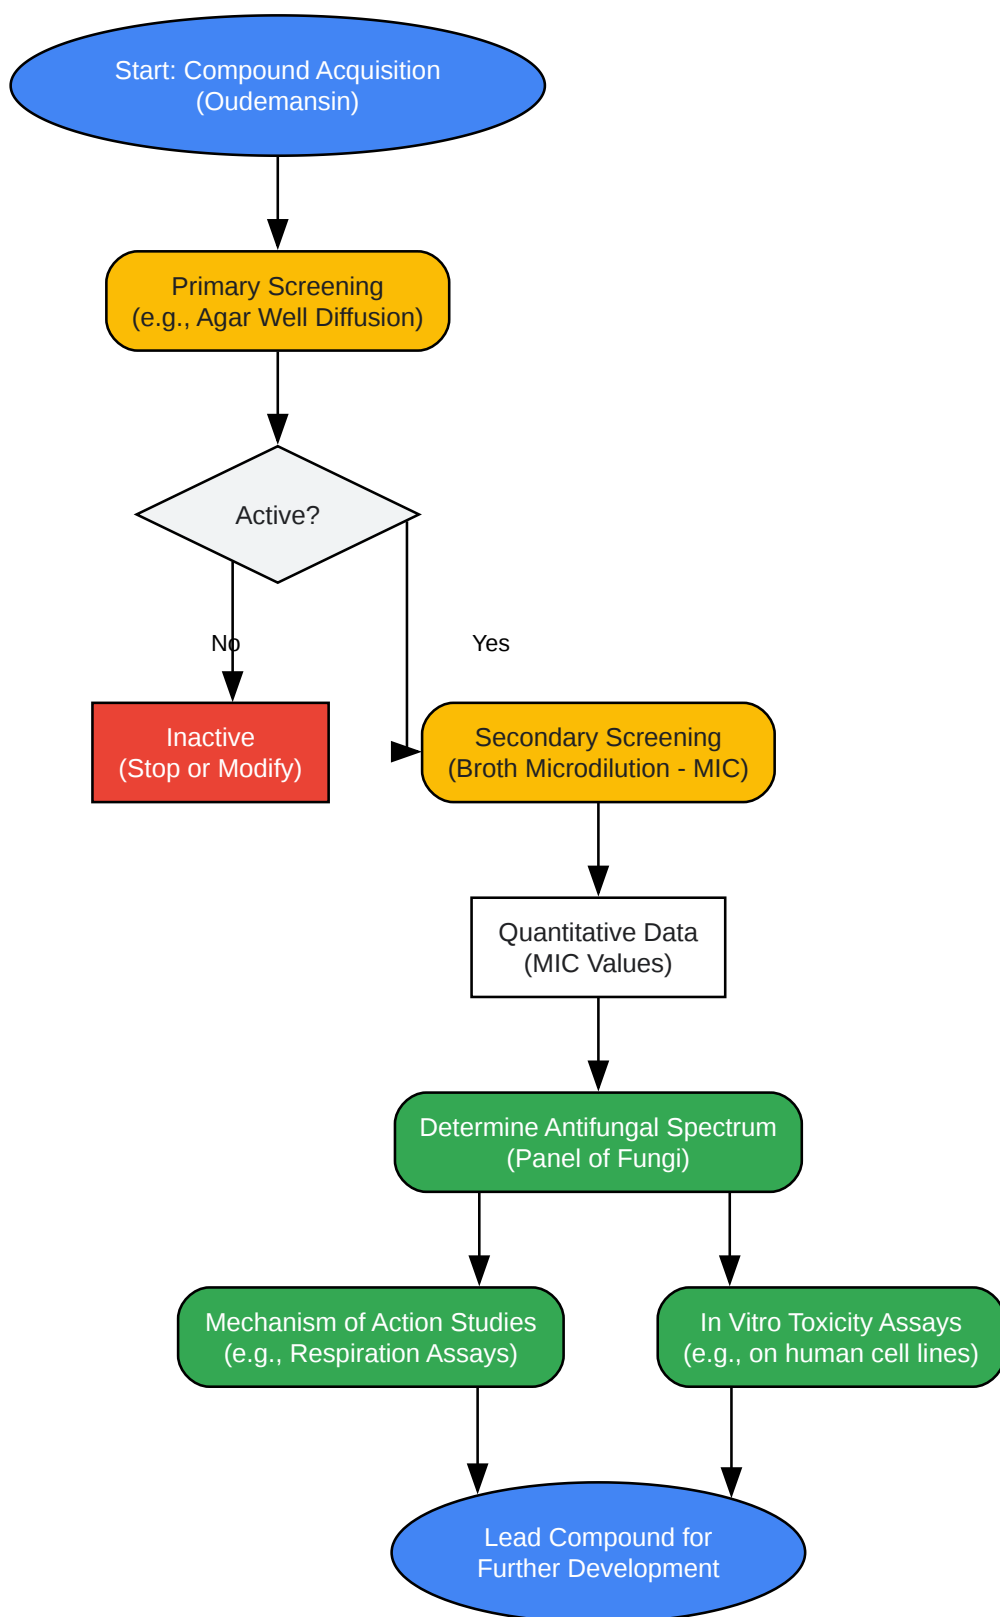 Start: Compound Acquisition
(Oudemansin)
Primary Screening
(e.g., Agar Well Diffusion)
Active?
No
Yes
Inactive
(Stop or Modify)
Secondary Screening
(Broth Microdilution - MIC)
Quantitative Data
(MIC Values)
Determine Antifungal Spectrum
(Panel of Fungi)
Mechanism of Action Studies
(e.g., Respiration Assays)
In Vitro Toxicity Assays
(e.g., on human cell lines)
Lead Compound for
Further Development